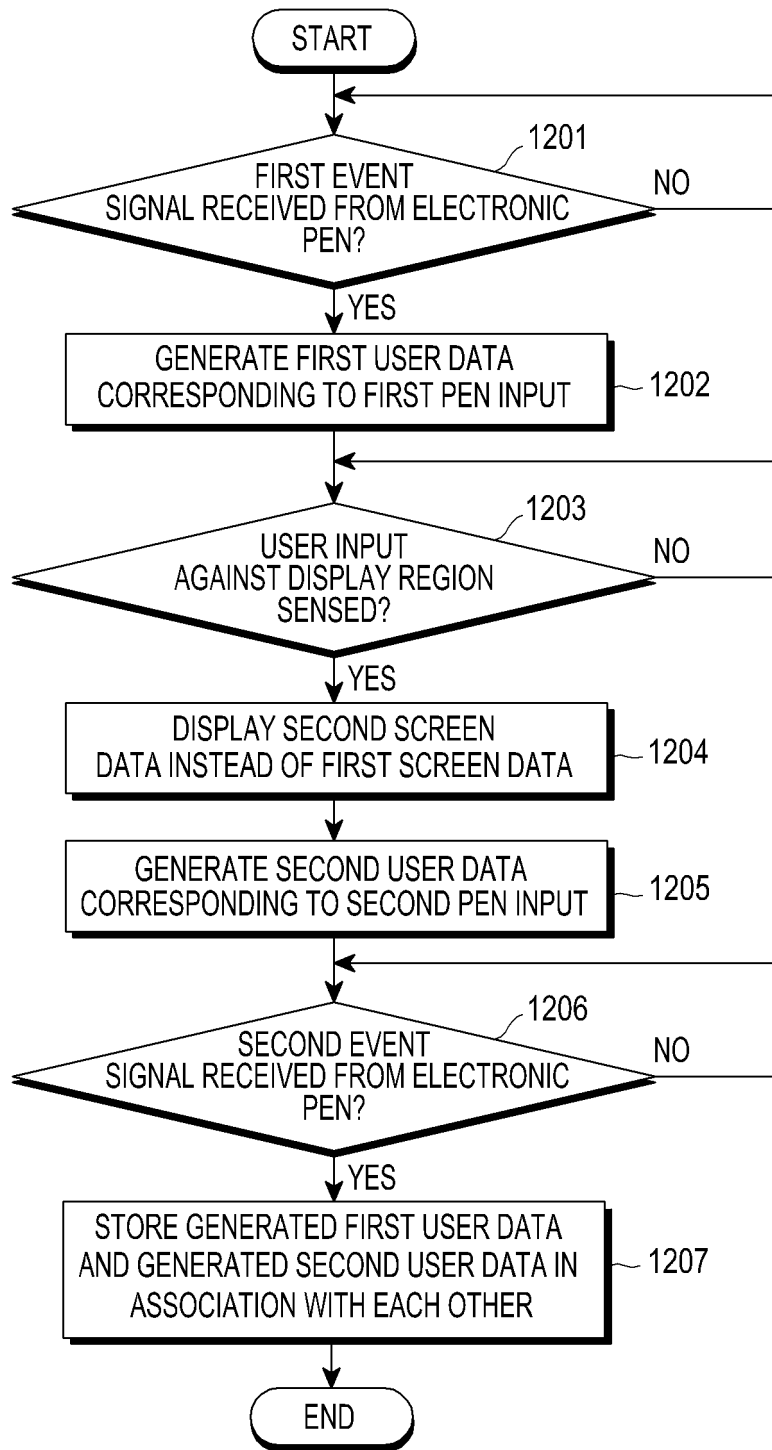 START
1201
FIRST EVENT
SIGNAL RECEIVED FROM ELECTRONIC
PEN?
NO
YES
GENERATE FIRST USER DATA
CORRESPONDING TO FIRST PEN INPUT
1202
1203
USER INPUT
AGAINST DISPLAY REGION
SENSED?
NO
YES
DISPLAY SECOND SCREEN
DATA INSTEAD OF FIRST SCREEN DATA
1204
GENERATE SECOND USER DATA
CORRESPONDING TO SECOND PEN INPUT
1205
1206
SECOND EVENT
SIGNAL RECEIVED FROM ELECTRONIC
PEN?
NO
YES
STORE GENERATED FIRST USER DATA
AND GENERATED SECOND USER DATA IN
ASSOCIATION WITH EACH OTHER
1207
END